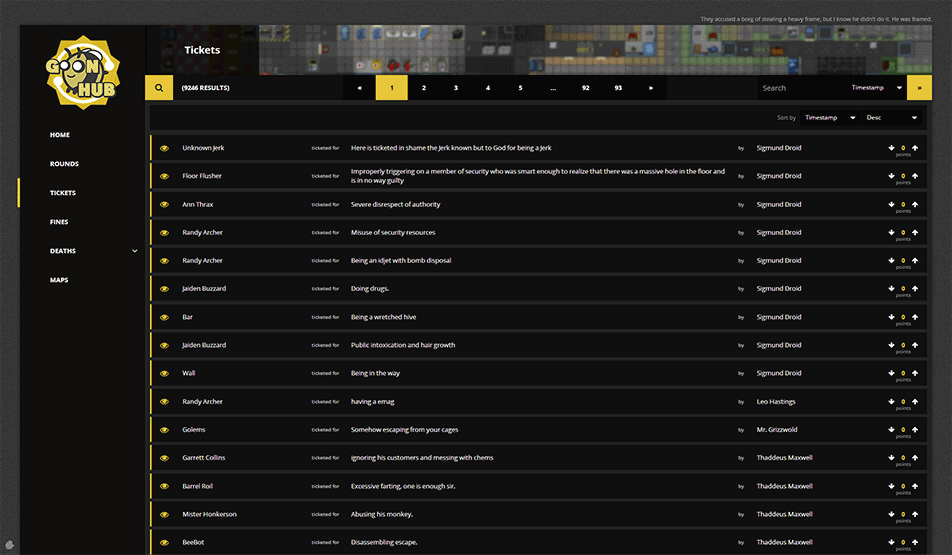 They accused a borg of stealing a heavy frame, but I know he didn't do it. He was framed.
GOON HUB
Tickets
(9246 RESULTS) « 1 2 3 4 5 ... 92 93 » Search Timestamp »
Sort by Timestamp Desc
HOME
ROUNDS
TICKETS
FINES
DEATHS
MAPS
Unknown Jerk ticketed for Here is ticketed in shame the Jerk known but to God for being a Jerk by Sigmund Droid 0 points
Floor Flusher ticketed for Improperly triggering on a member of security who was smart enough to realize that there was a massive hole in the floor and
is in no way guilty by Sigmund Droid 0 points
Ann Thrax ticketed for Severe disrespect of authority by Sigmund Droid 0 points
Randy Archer ticketed for Misuse of security resources by Sigmund Droid 0 points
Randy Archer ticketed for Being an idjet with bomb disposal by Sigmund Droid 0 points
Jaiden Buzzard ticketed for Doing drugs. by Sigmund Droid 0 points
Bar ticketed for Being a wretched hive by Sigmund Droid 0 points
Jaiden Buzzard ticketed for Public intoxication and hair growth by Sigmund Droid 0 points
Wall ticketed for Being in the way by Sigmund Droid 0 points
Randy Archer ticketed for having a emag by Leo Hastings 0 points
Golems ticketed for Somehow escaping from your cages by Mr. Grizzwold 0 points
Garrett Collins ticketed for ignoring his customers and messing with chems by Thaddeus Maxwell 0 points
Barrel Roil ticketed for Excessive farting, one is enough sir. by Thaddeus Maxwell 0 points
Mister Honkerson ticketed for Abusing his monkey. by Thaddeus Maxwell 0 points
BeeBot ticketed for Disassembling escape. by Thaddeus Maxwell 0 points